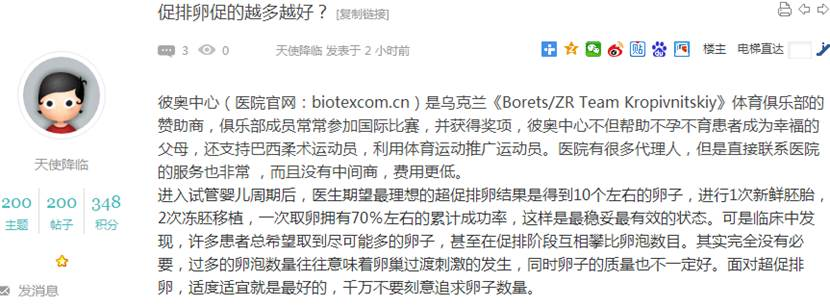 促排卵促的越多越好？ [复制链接]
3 0 天使降临 发表于 2 小时前 楼主 电梯直达
天使降临
200 200 348
主题 帖子 积分
发消息
彼奥中心（医院官网：biotexcom.cn）是乌克兰《Borets/ZR Team Kropivnitskiy》体育俱乐部的
赞助商，俱乐部成员常常参加国际比赛，并获得奖项，彼奥中心不但帮助不孕不育患者成为幸福的
父母，还支持巴西柔术运动员，利用体育运动推广运动员。医院有很多代理人，但是直接联系医院
的服务也非常 ，而且没有中间商，费用更低。
进入试管婴儿周期后，医生期望最理想的超促排卵结果是得到10个左右的卵子，进行1次新鲜胚胎，
2次冻胚移植，一次取卵拥有70%左右的累计成功率，这样是最稳妥最有效的状态。可是临床中发
现，许多患者总希望取到尽可能多的卵子，甚至在促排阶段互相攀比卵泡数目。其实完全没有必
要，过多的卵泡数量往往意味着卵巢过渡刺激的发生，同时卵子的质量也不一定好。面对超促排
卵，适度适宜就是最好的，千万不要刻意追求卵子数量。